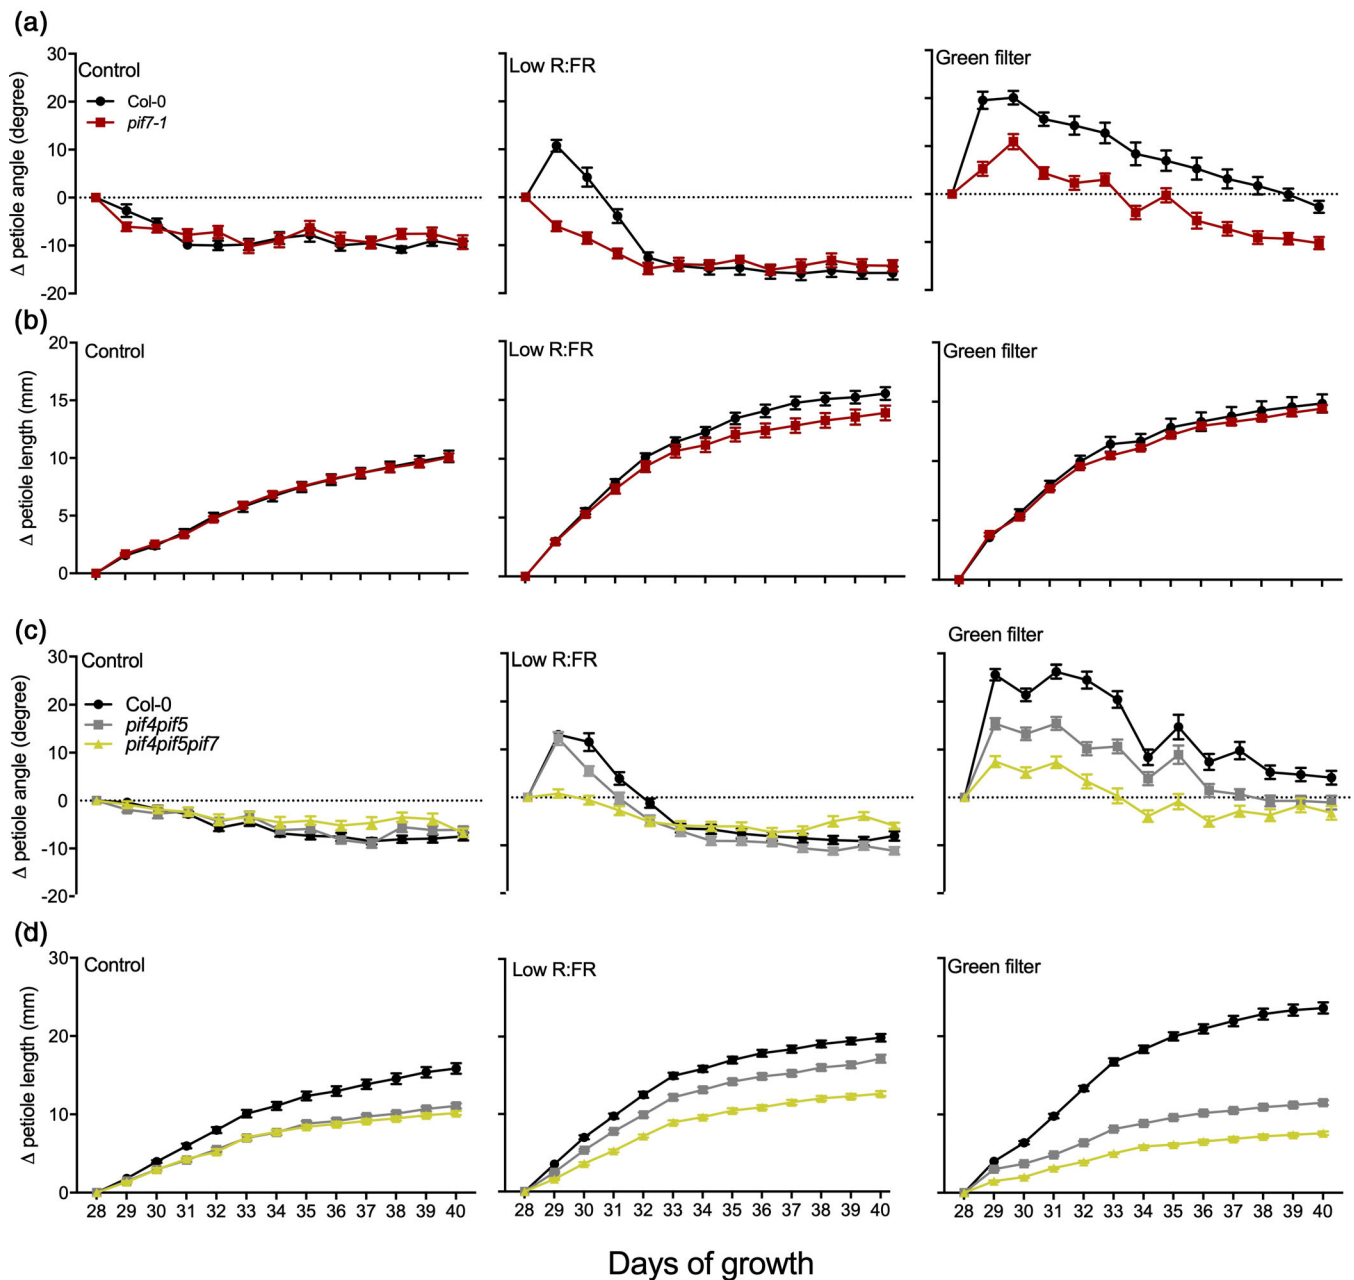 (a)
Δ petiole angle (degree)
30
20
10
0
-10
-20
Control
Col-0
pif7-1
Low R:FR
Green filter
(b)
Δ petiole length (mm)
20
15
10
5
0
Control
Low R:FR
Green filter
(c)
Δ petiole angle (degree)
30
20
10
0
-10
-20
Control
Col-0
pif4pif5
pif4pif5pif7
Low R:FR
Green filter
(d)
Δ petiole length (mm)
30
20
10
0
Control
Low R:FR
Green filter
28 29 30 31 32 33 34 35 36 37 38 39 40
28 29 30 31 32 33 34 35 36 37 38 39 40
28 29 30 31 32 33 34 35 36 37 38 39 40
Days of growth